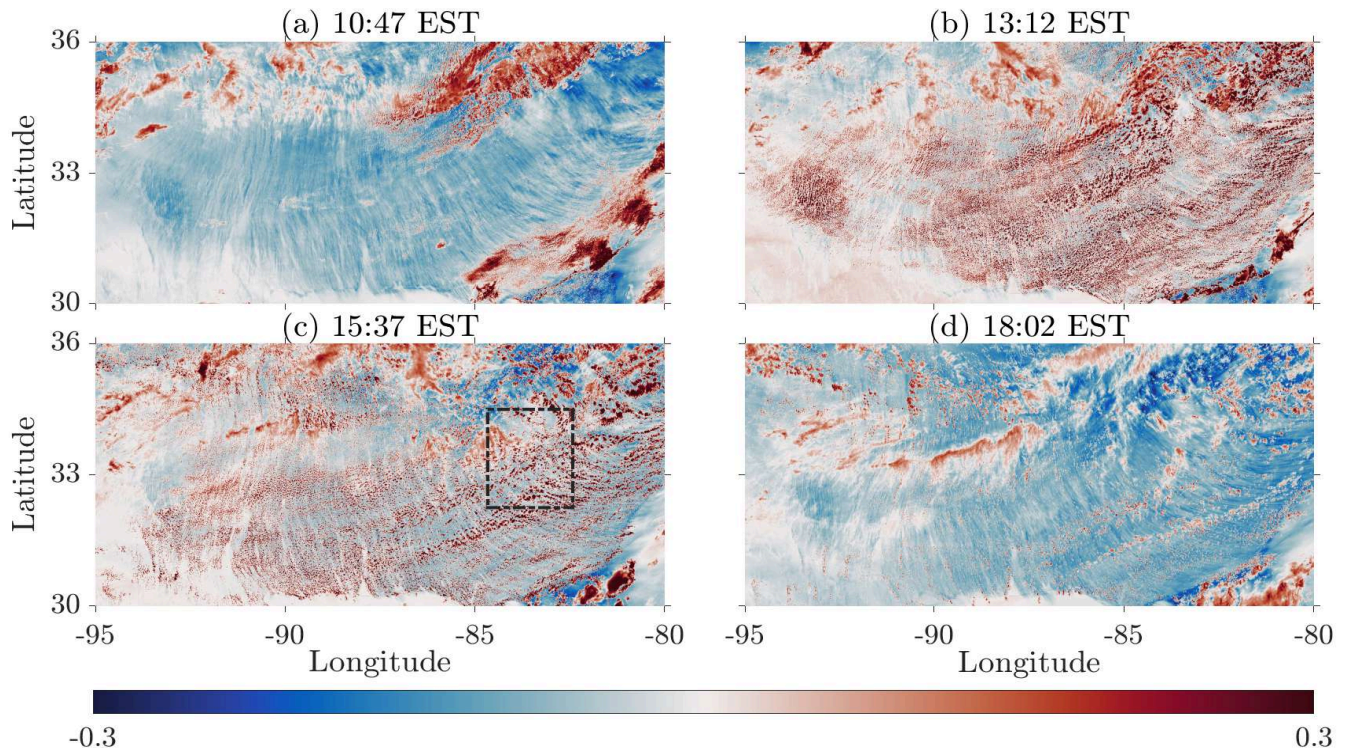 (a) 10:47 EST
(b) 13:12 EST
36
33
30
Latitude
(c) 15:37 EST
(d) 18:02 EST
36
33
30
Latitude
-95
-90
-85
-80
-95
-90
-85
-80
Longitude
Longitude
-0.3
0.3